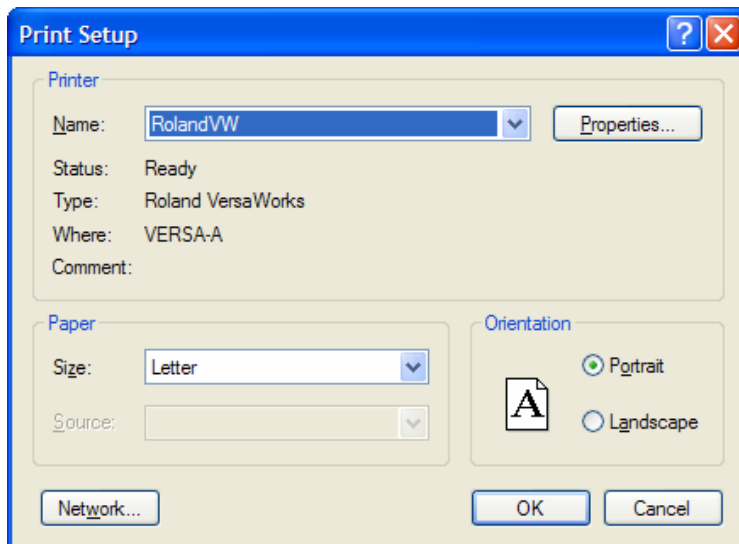 Print Setup
Printer
Name: RolandVW Properties...
Status: Ready
Type: Roland VersaWorks
Where: VERSA-A
Comment:
Paper
Size: Letter
Source:
Orientation
A
Portrait
Landscape
Network... OK Cancel